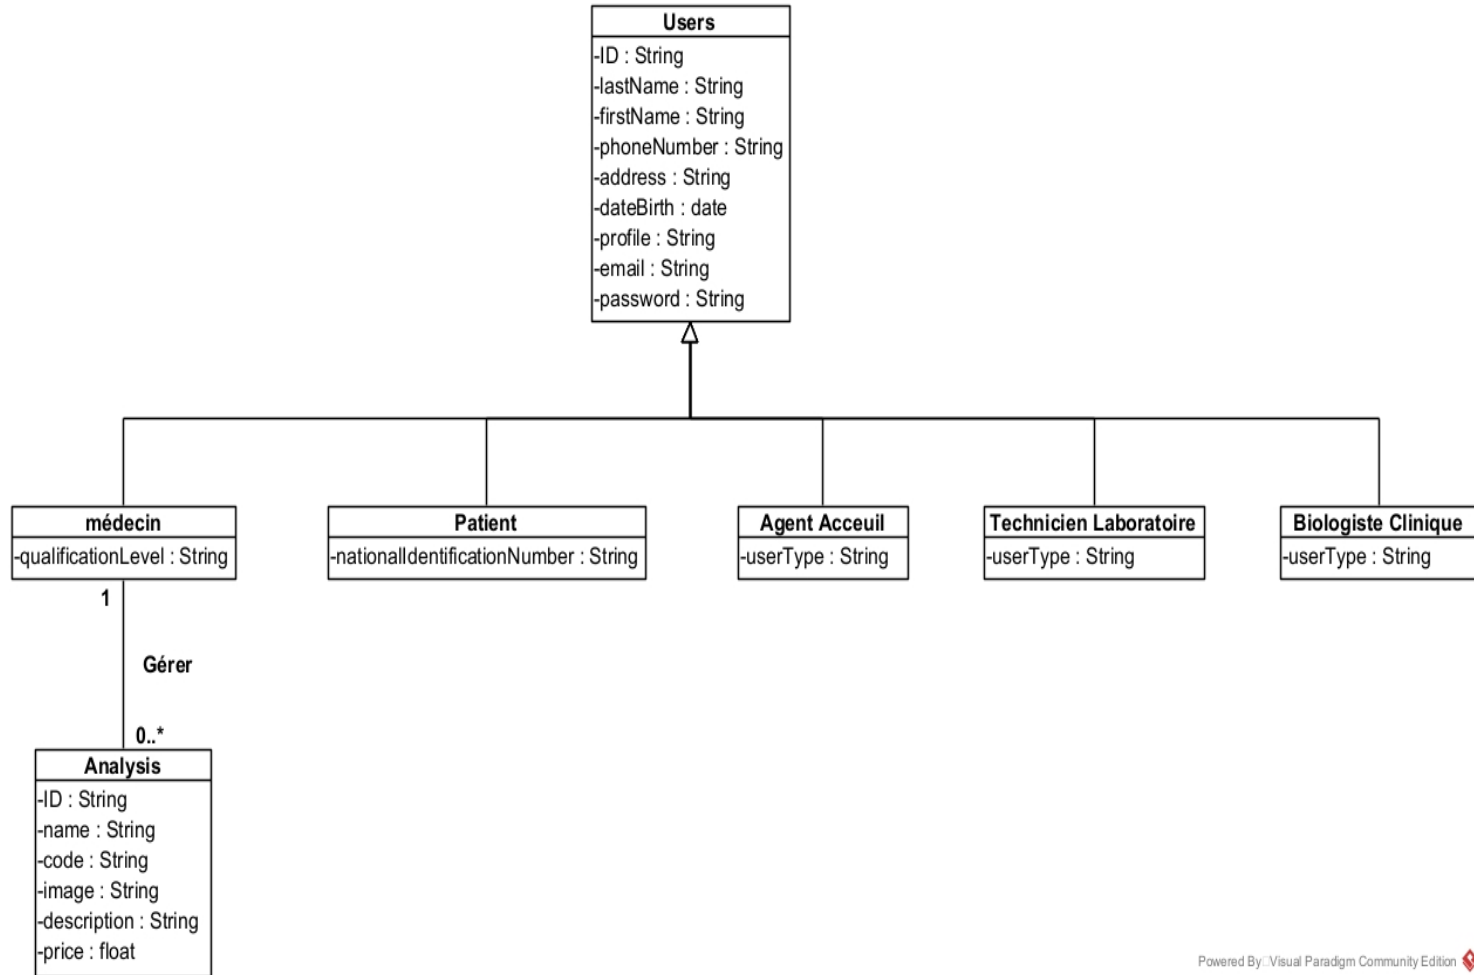 Users
-ID : String
-lastName : String
-firstName : String
-phoneNumber : String
-address : String
-dateBirth : date
-profile : String
-email : String
-password : String
médecin
-qualificationLevel : String
Patient
-nationalIdentificationNumber : String
Agent Acceuil
-userType : String
Technicien Laboratoire
-userType : String
Biologiste Clinique
-userType : String
1
Gérer
0..*
Analysis
-ID : String
-name : String
-code : String
-image : String
-description : String
-price : float
Powered By Visual Paradigm Community Edition